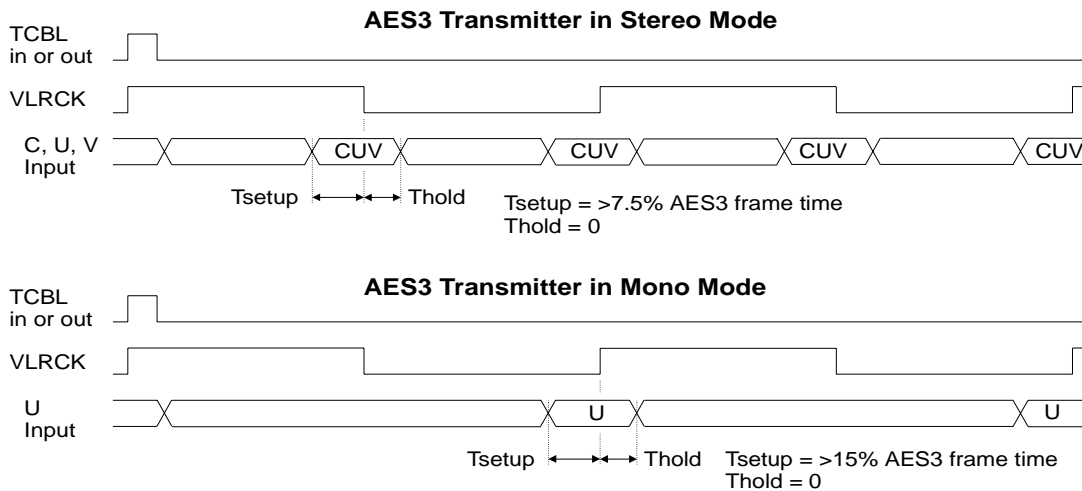 AES3 Transmitter in Stereo Mode
TCBL
in or out
VLRCK
C, U, V
Input
CUV CUV CUV CUV
Tsetup Thold
Tsetup = >7.5% AES3 frame time
Thold = 0
AES3 Transmitter in Mono Mode
TCBL
in or out
VLRCK
U
Input
U U
Tsetup Thold
Tsetup = >15% AES3 frame time
Thold = 0